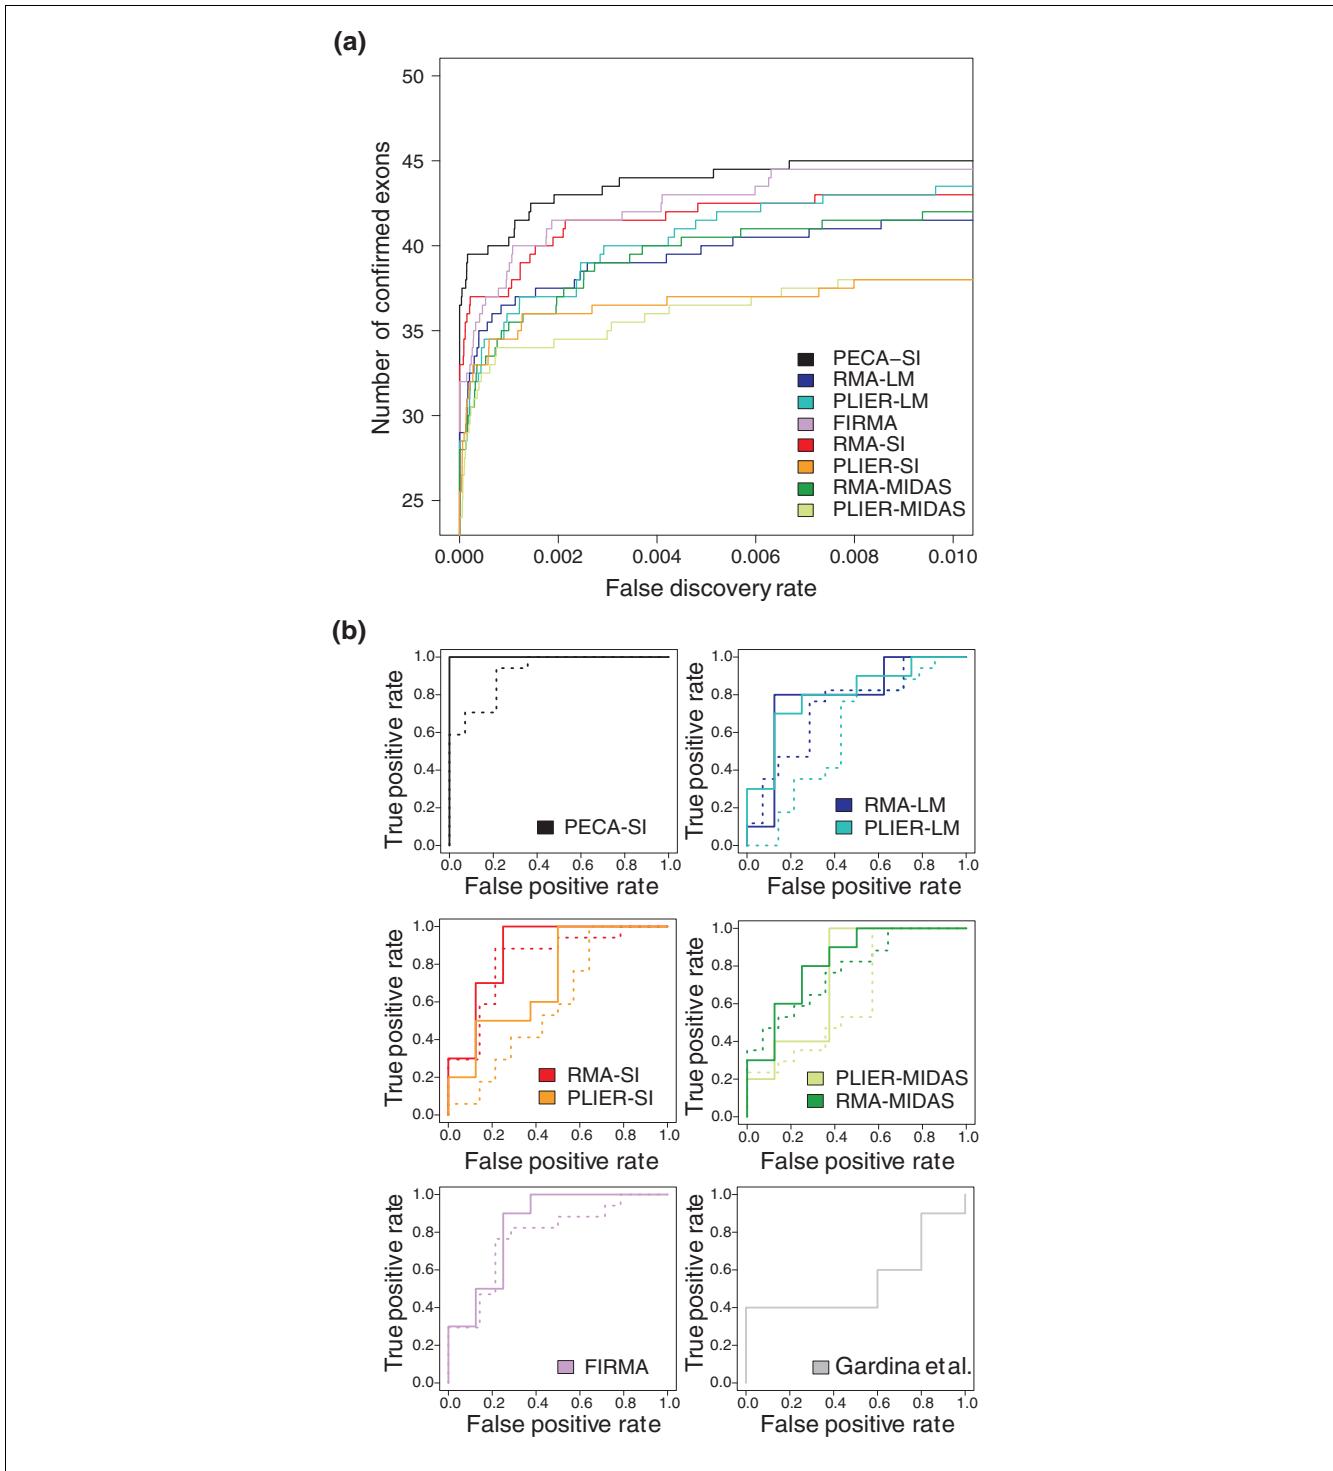 (a)
50
45
40
35
30
25
Number of confirmed exons
PECA–SI
RMA-LM
PLIER-LM
FIRMA
RMA-SI
PLIER-SI
RMA-MIDAS
PLIER-MIDAS
0.000 0.002 0.004 0.006 0.008 0.010
False discovery rate
(b)
1.0
0.8
0.6
0.4
0.2
0.0
True positive rate
PECA-SI
0.0 0.2 0.4 0.6 0.8 1.0
False positive rate
1.0
0.8
0.6
0.4
0.2
0.0
True positive rate
RMA-LM
PLIER-LM
0.0 0.2 0.4 0.6 0.8 1.0
False positive rate
1.0
0.8
0.6
0.4
0.2
0.0
True positive rate
RMA-SI
PLIER-SI
0.0 0.2 0.4 0.6 0.8 1.0
False positive rate
1.0
0.8
0.6
0.4
0.2
0.0
True positive rate
PLIER-MIDAS
RMA-MIDAS
0.0 0.2 0.4 0.6 0.8 1.0
False positive rate
1.0
0.8
0.6
0.4
0.2
0.0
True positive rate
FIRMA
0.0 0.2 0.4 0.6 0.8 1.0
False positive rate
1.0
0.8
0.6
0.4
0.2
0.0
True positive rate
Gardina et al.
0.0 0.2 0.4 0.6 0.8 1.0
False positive rate